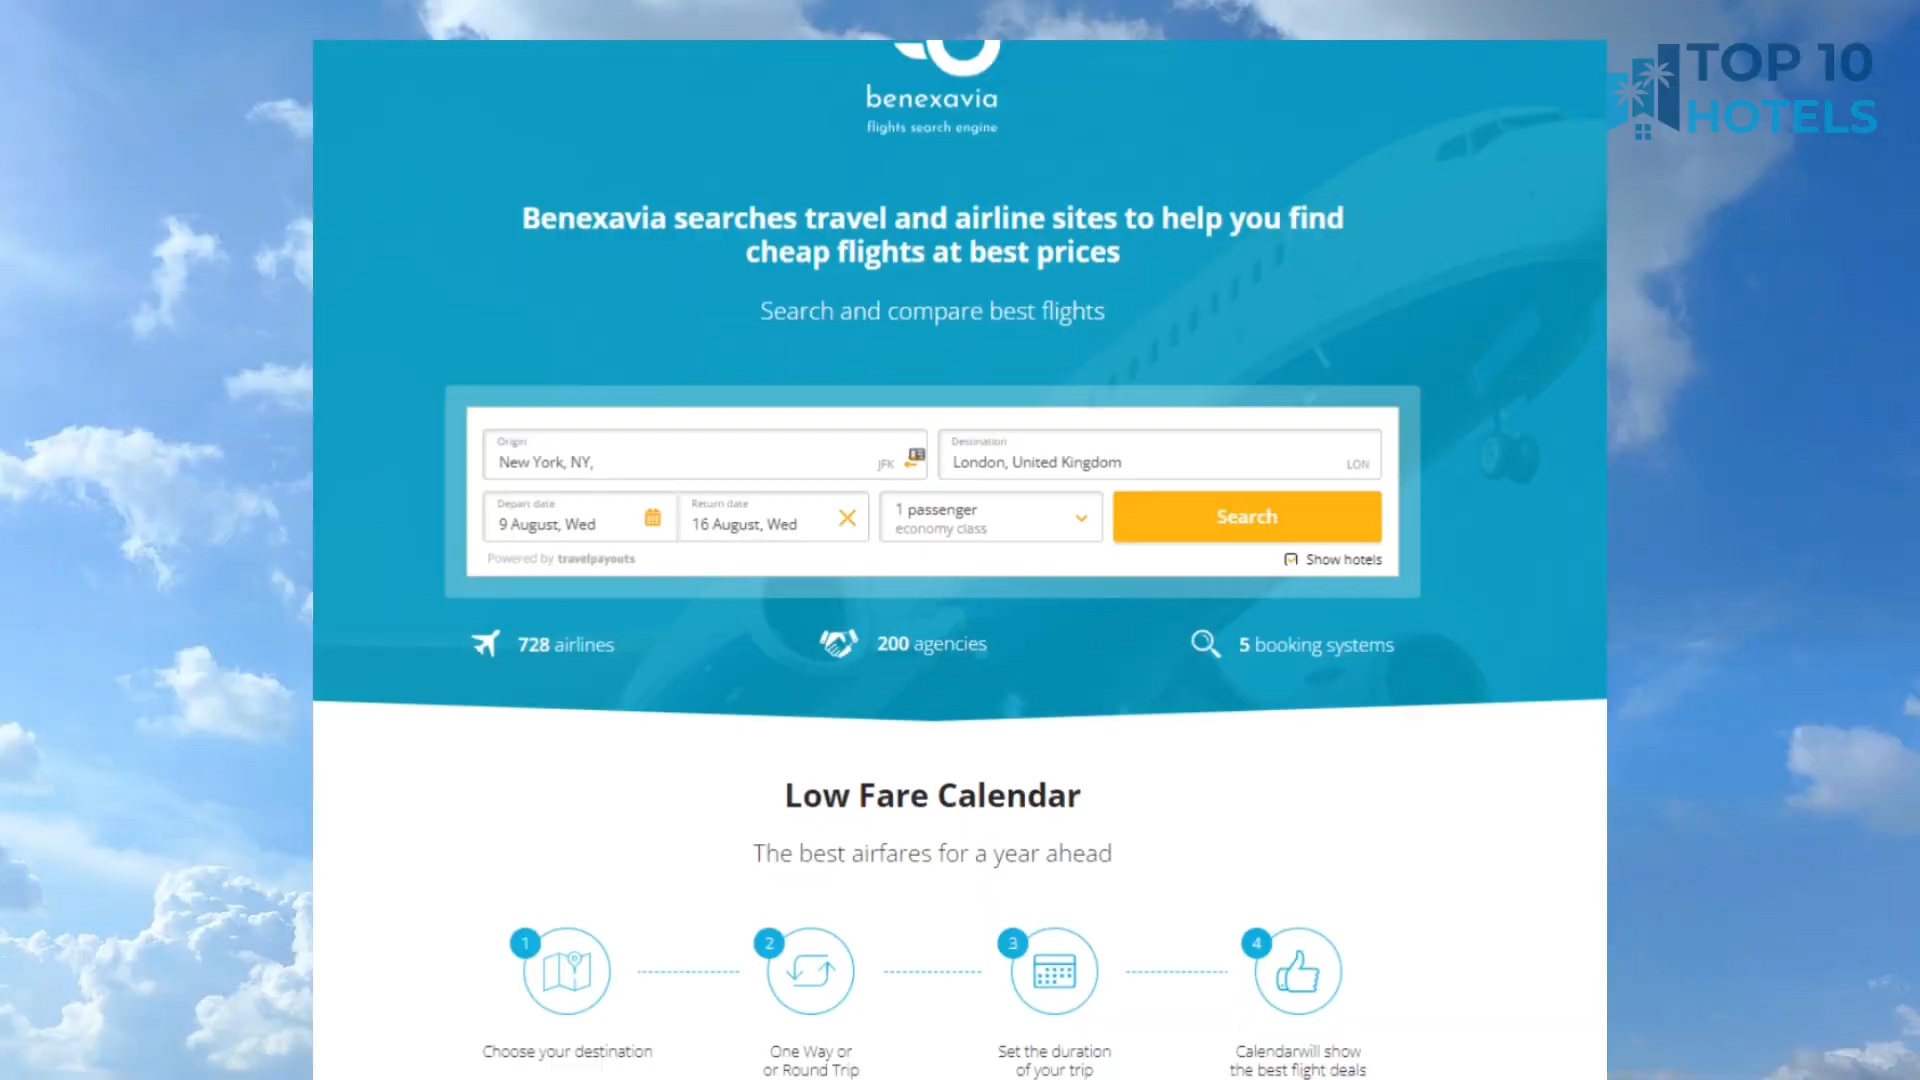 TOP 10
HOTELS
benexavia
flights search engine
Benexavia searches travel and airline sites to help you find
cheap flights at best prices
Search and compare best flights
Origin
New York, NY,
JFK
Destination
London, United Kingdom
LON
Depart date
9 August, Wed
Return date
16 August, Wed
1 passenger
economy class
Search
Powered by travelpayouts
Show hotels
728 airlines
200 agencies
5 booking systems
Low Fare Calendar
The best airfares for a year ahead
1
2
3
4
Choose your destination
One Way or
or Round Trip
Set the duration
of your trip
Calendarwill show
the best flight deals